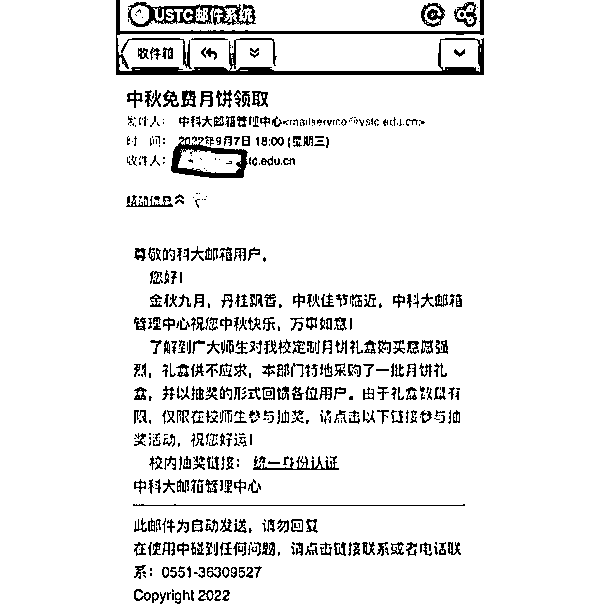 USTC邮件系统
收件箱
中秋免费月饼领取
发件人： 中科大邮箱管理中心<mailservice@vstc.edu.cn>
时 间： 2022年9月7日 18:00 (星期三)
收件人： stc.edu.cn
尊敬的科大邮箱用户，
您好!
金秋九月，丹桂飘香，中秋佳节临近，中科大邮箱
管理中心祝您中秋快乐，万事如意!
了解到广大师生对我校定制月饼礼盒购买意愿强
烈，礼盒供不应求，本部门特地采购了一批月饼礼
盒，并以抽奖的形式回馈各位用户。由于礼盒数量有
限，仅限在校师生参与抽奖，请点击以下链接参与抽
奖活动，祝您好运!
校内抽奖链接： 统一身份认证
中科大邮箱管理中心
此邮件为自动发送，请勿回复
在使用中碰到任何问题，请点击链接联系或者电话联
系：0551-36309527
Copyright 2022